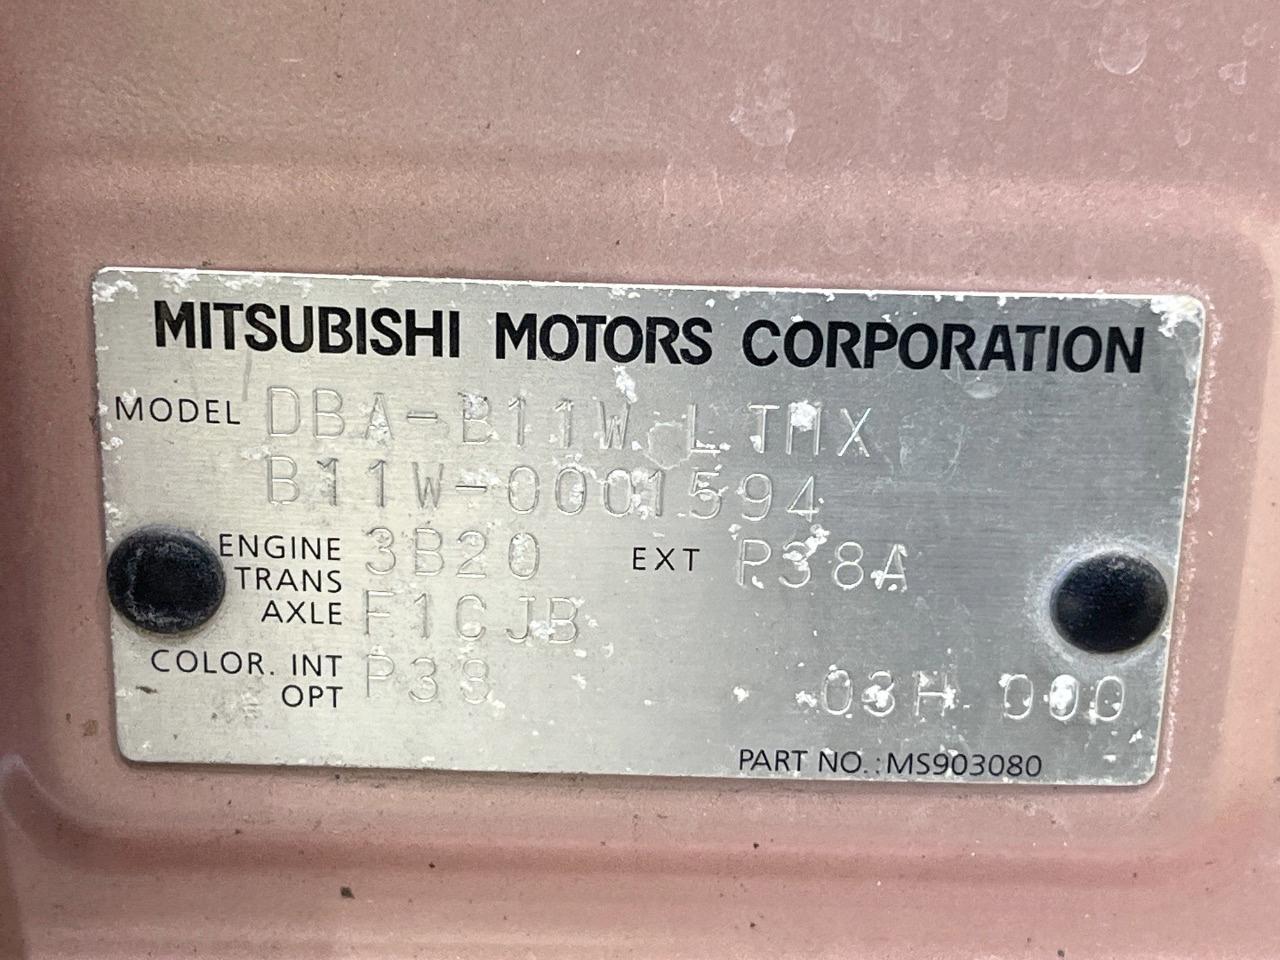 MITSUBISHI MOTORS CORPORATION
MODEL DBA-B11W LTMX
B11W-0001594
ENGINE 3B20 EXT P38A
TRANS
AXLE F1CJB
COLOR. INT
OPT P38 03H 000
PART NO.: MS903080